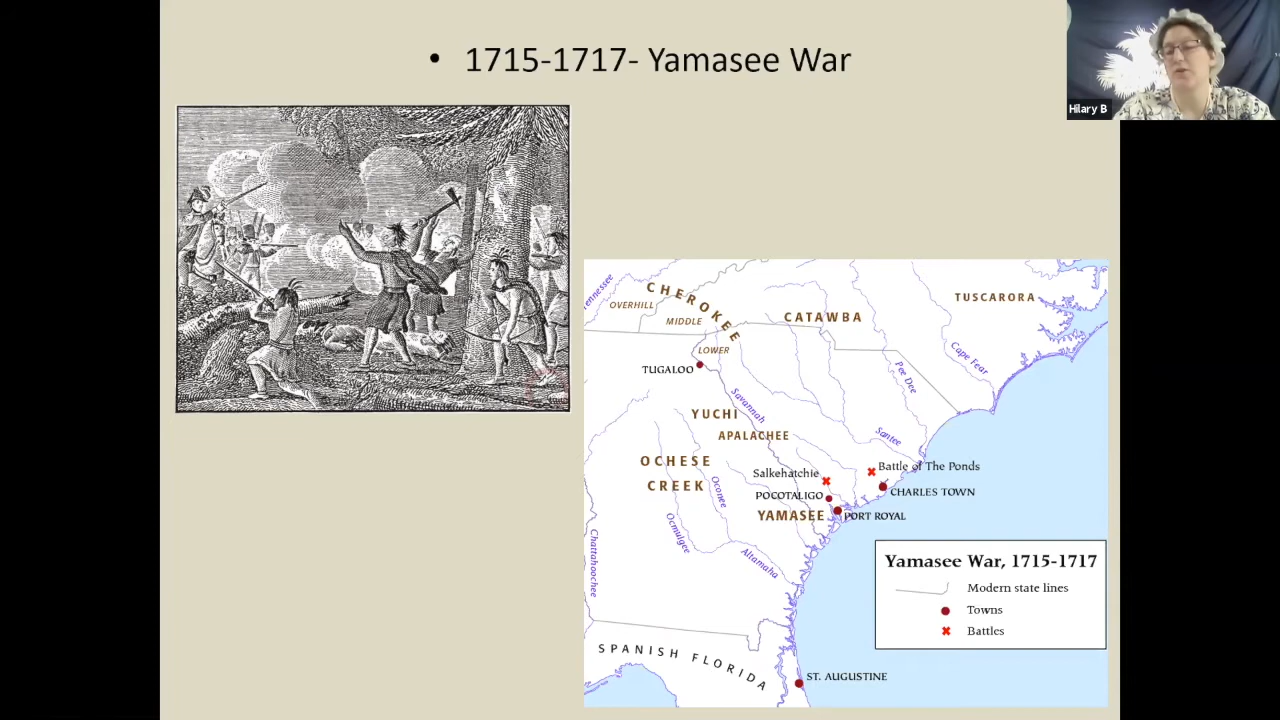 • 1715-1717- Yamasee War
Hilary B
Tennessee
CHEROKEE
OVERHILL
MIDDLE
LOWER
CATAWBA
TUSCARORA
TUGALOO
Cape Fear
Pee Dee
Savannah
YUCHI
APALACHEE
Santee
OCHESE
CREEK
Salkehatchie
Battle of The Ponds
POCOTALIGO
CHARLES TOWN
YAMASEE
PORT ROYAL
Oconee
Ocmulgee
Altamaha
Chattahoochee
Yamasee War, 1715-1717
Modern state lines
Towns
Battles
SPANISH FLORIDA
ST. AUGUSTINE